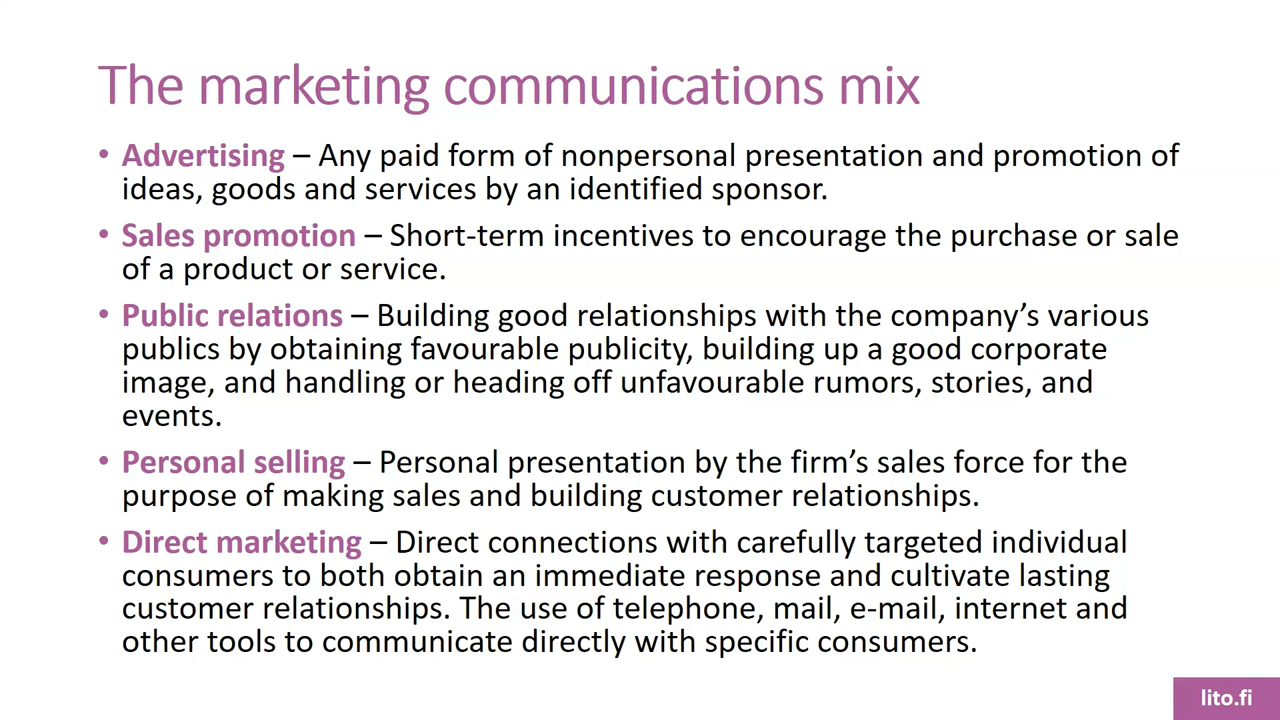 The marketing communications mix
• Advertising – Any paid form of nonpersonal presentation and promotion of
ideas, goods and services by an identified sponsor.
• Sales promotion – Short-term incentives to encourage the purchase or sale
of a product or service.
• Public relations – Building good relationships with the company’s various
publics by obtaining favourable publicity, building up a good corporate
image, and handling or heading off unfavourable rumors, stories, and
events.
• Personal selling – Personal presentation by the firm’s sales force for the
purpose of making sales and building customer relationships.
• Direct marketing – Direct connections with carefully targeted individual
consumers to both obtain an immediate response and cultivate lasting
customer relationships. The use of telephone, mail, e-mail, internet and
other tools to communicate directly with specific consumers.
lito.fi